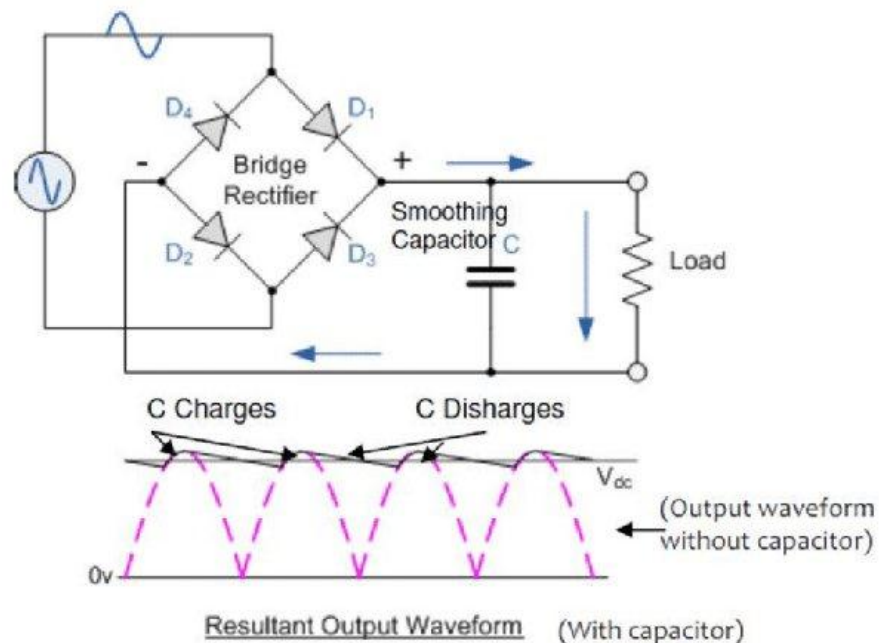 D4
D1
-
Bridge
Rectifier
+
Smoothing
Capacitor C
D2
D3
Load
C Charges
C Disharges
Vdc
(Output waveform
without capacitor)
0v
Resultant Output Waveform (With capacitor)